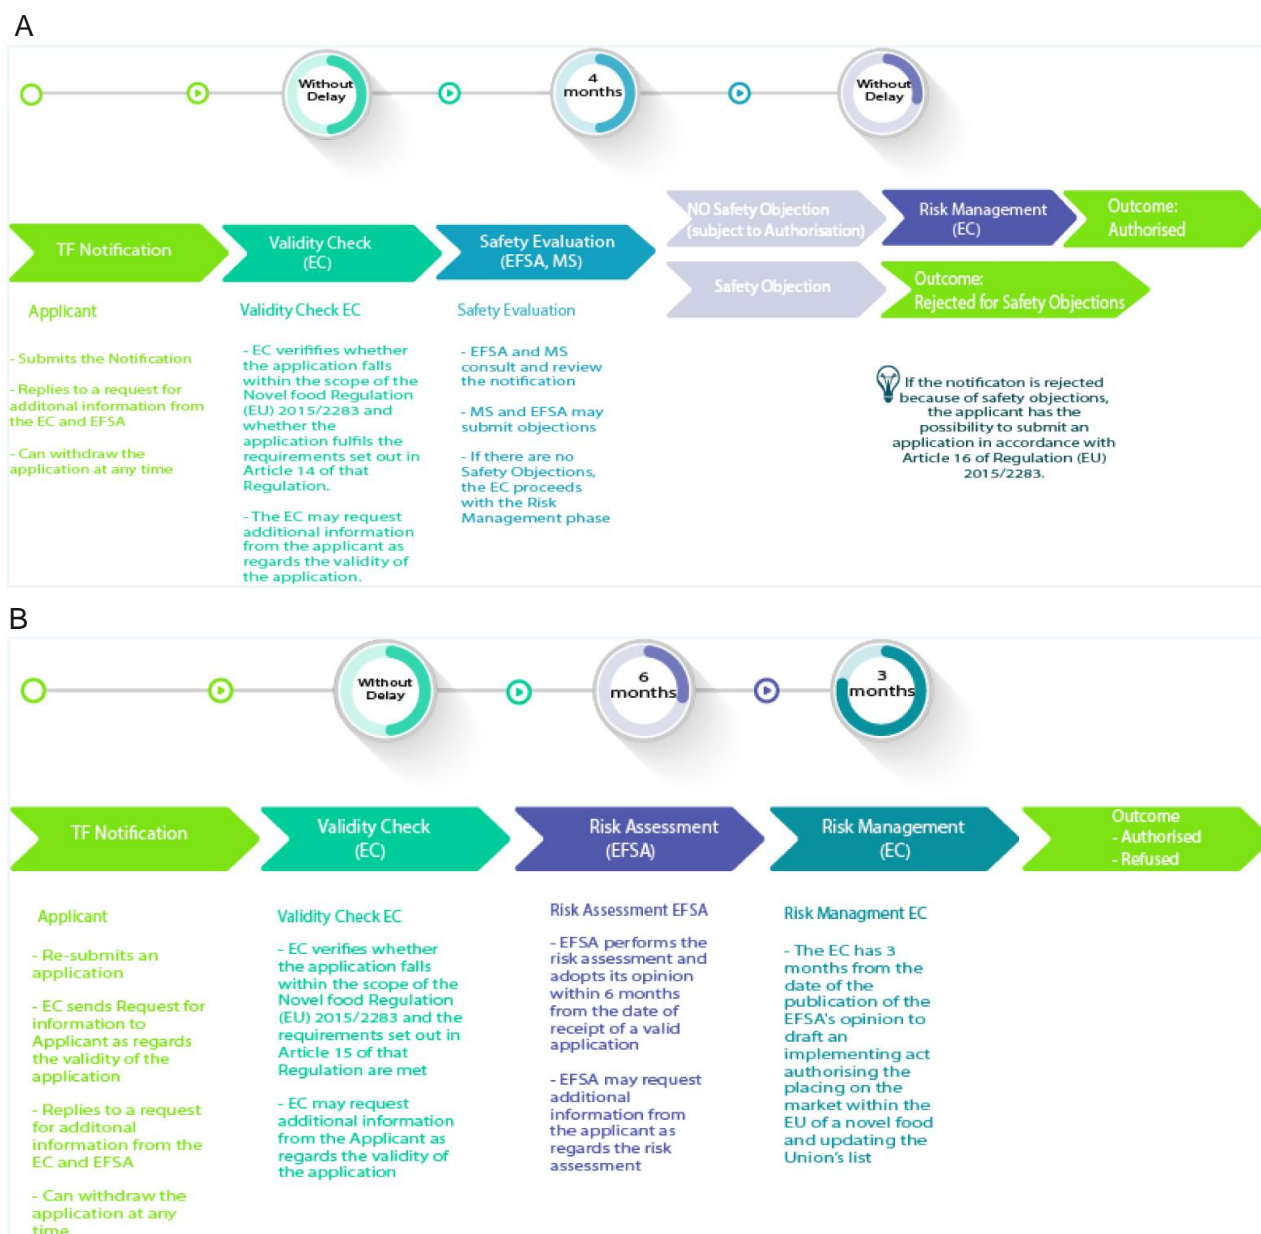 A
Without
Delay
4
months
Without
Delay
TF Notification
Validity Check
(EC)
Safety Evaluation
(EFSA, MS)
NO Safety Objection
(subject to Authorisation)
Risk Management
(EC)
Outcome:
Authorised
Safety Objection
Outcome:
Rejected for Safety Objections
Applicant
- Submits the Notification
- Replies to a request for
additonal information from
the EC and EFSA
- Can withdraw the
application at any time
Validity Check EC
- EC verififies whether
the application falls
within the scope of the
Novel food Regulation
(EU) 2015/2283 and
whether the
application fulfils the
requirements set out in
Article 14 of that
Regulation.
- The EC may request
additional information
from the applicant as
regards the validity of
the application.
Safety Evaluation
- EFSA and MS
consult and review
the notification
- MS and EFSA may
submit objections
- If there are no
Safety Objections,
the EC proceeds
with the Risk
Management phase
If the notificaton is rejected
because of safety objections,
the applicant has the
possibility to submit an
application in accordance with
Article 16 of Regulation (EU)
2015/2283.
B
Without
Delay
6
months
3
months
TF Notification
Validity Check
(EC)
Risk Assessment
(EFSA)
Risk Management
(EC)
Outcome
- Authorised
- Refused
Applicant
- Re-submits an
application
- EC sends Request for
information to
Applicant as regards
the validity of the
application
- Replies to a request
for additonal
information from the
EC and EFSA
- Can withdraw the
application at any
time
Validity Check EC
- EC verifies whether
the application falls
within the scope of the
Novel food Regulation
(EU) 2015/2283 and the
requirements set out in
Article 15 of that
Regulation are met
- EC may request
additional information
from the Applicant as
regards the validity of
the application
Risk Assessment EFSA
- EFSA performs the
risk assessment and
adopts its opinion
within 6 months
from the date of
receipt of a valid
application
- EFSA may request
additional
information from
the applicant as
regards the risk
assessment
Risk Managment EC
- The EC has 3
months from the
date of the
publication of the
EFSA's opinion to
draft an
implementing act
authorising the
placing on the
market within the
EU of a novel food
and updating the
Union's list